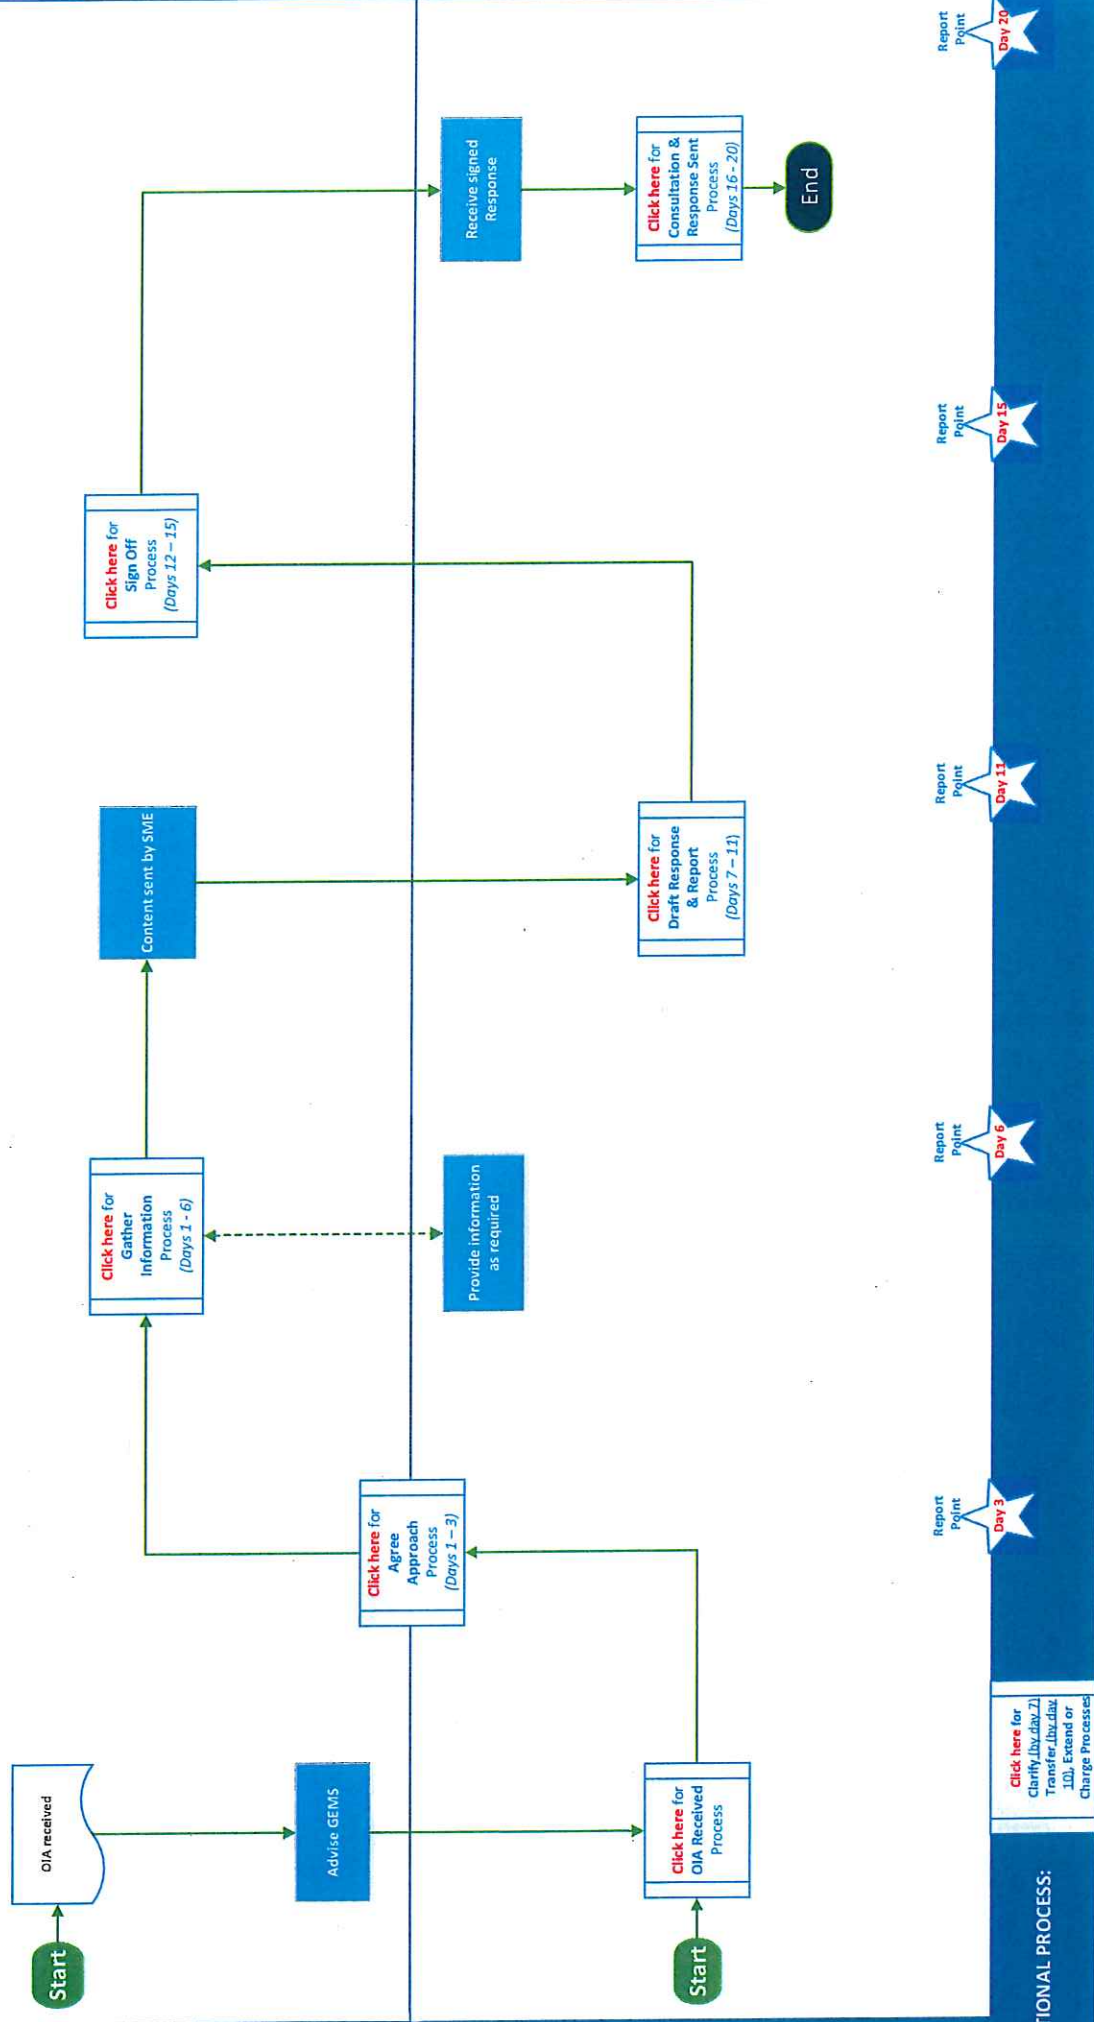 Start
OIA received
Advise GEMS
Start
Click here for
OIA Received
Process
Click here for
Agree
Approach
Process
(Days 1 – 3)
Click here for
Gather
Information
Process
(Days 1 - 6)
Provide information
as required
Content sent by SME
Click here for
Draft Response
& Report
Process
(Days 7 – 11)
Click here for
Sign Off
Process
(Days 12 – 15)
Receive signed
Response
Click here for
Consultation &
Response Sent
Process
(Days 16 - 20)
End
Report
Point
Day 3
Report
Point
Day 6
Report
Point
Day 11
Report
Point
Day 15
Report
Point
Day 20
TIONAL PROCESS:
Click here for
Clarify (by day 7)
Transfer (by day
10), Extend or
Charge Processes